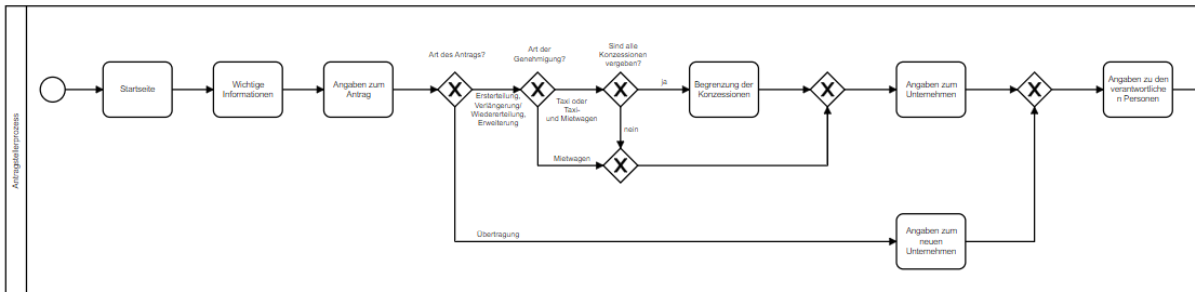 Antragstellerprozess
Startseite
Wichtige
Informationen
Angaben zum
Antrag
Art des Antrags?
Ersterteilung,
Verlängerung/
Wiedererteilung,
Erweiterung
Art der
Genehmigung?
Taxi oder
Taxi-
und Mietwagen
Mietwagen
Sind alle
Konzessionen
vergeben?
ja
nein
Begrenzung der
Konzessionen
Angaben zum
Unternehmen
Übertragung
Angaben zum
neuen
Unternehmen
Angaben zu den
verantwortliche
n Personen